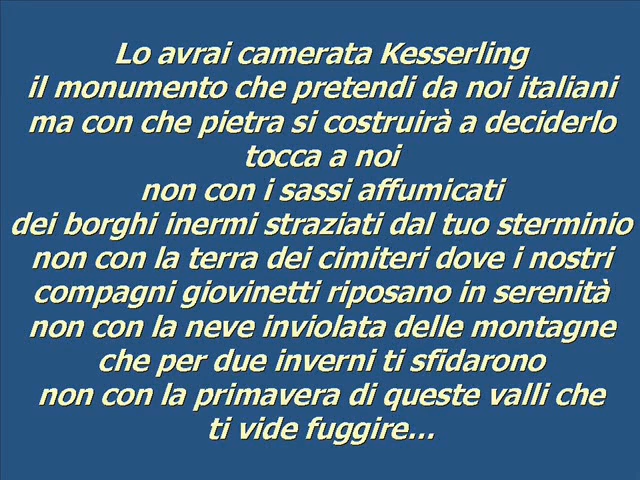 Lo avrai camerata Kesserling
il monumento che pretendi da noi italiani
ma con che pietra si costruirà a deciderlo
tocca a noi
non con i sassi affumicati
dei borghi inermi straziati dal tuo sterminio
non con la terra dei cimiteri dove i nostri
compagni giovinetti riposano in serenità
non con la neve inviolata delle montagne
che per due inverni ti sfidarono
non con la primavera di queste valli che
ti vide fuggire...